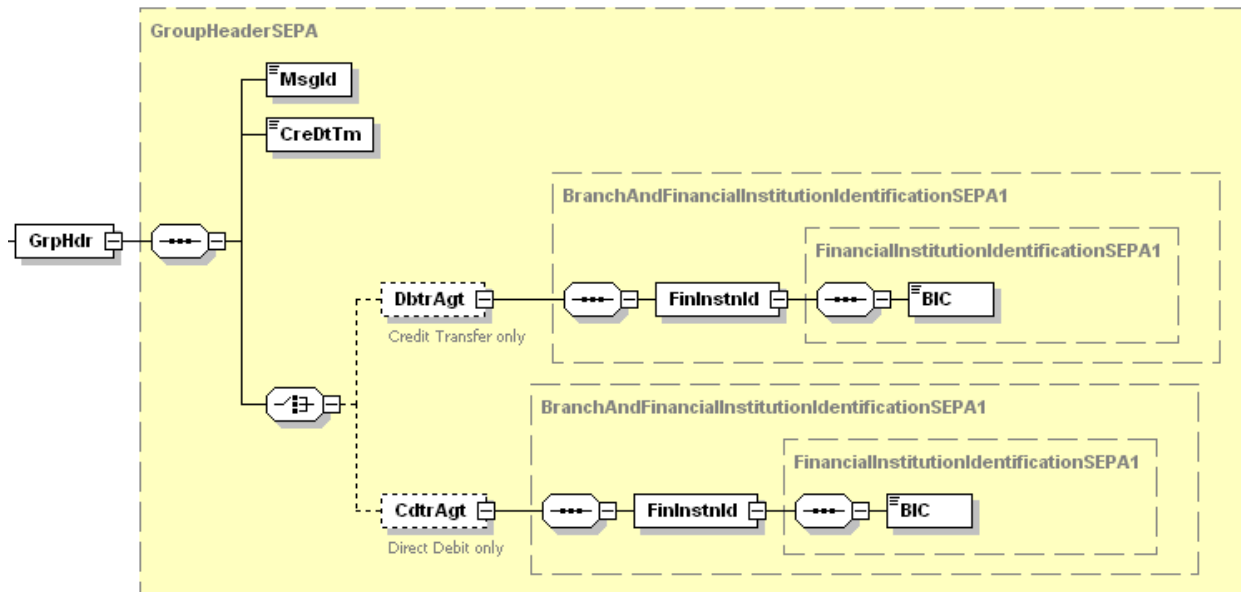 GroupHeaderSEPA
MsgId
CreDtTm
BranchAndFinancialInstitutionIdentificationSEPA1
FinancialInstitutionIdentificationSEPA1
GrpHdr
DbtrAgt
FinInstnId
BIC
Credit Transfer only
BranchAndFinancialInstitutionIdentificationSEPA1
FinancialInstitutionIdentificationSEPA1
CdtrAgt
FinInstnId
BIC
Direct Debit only